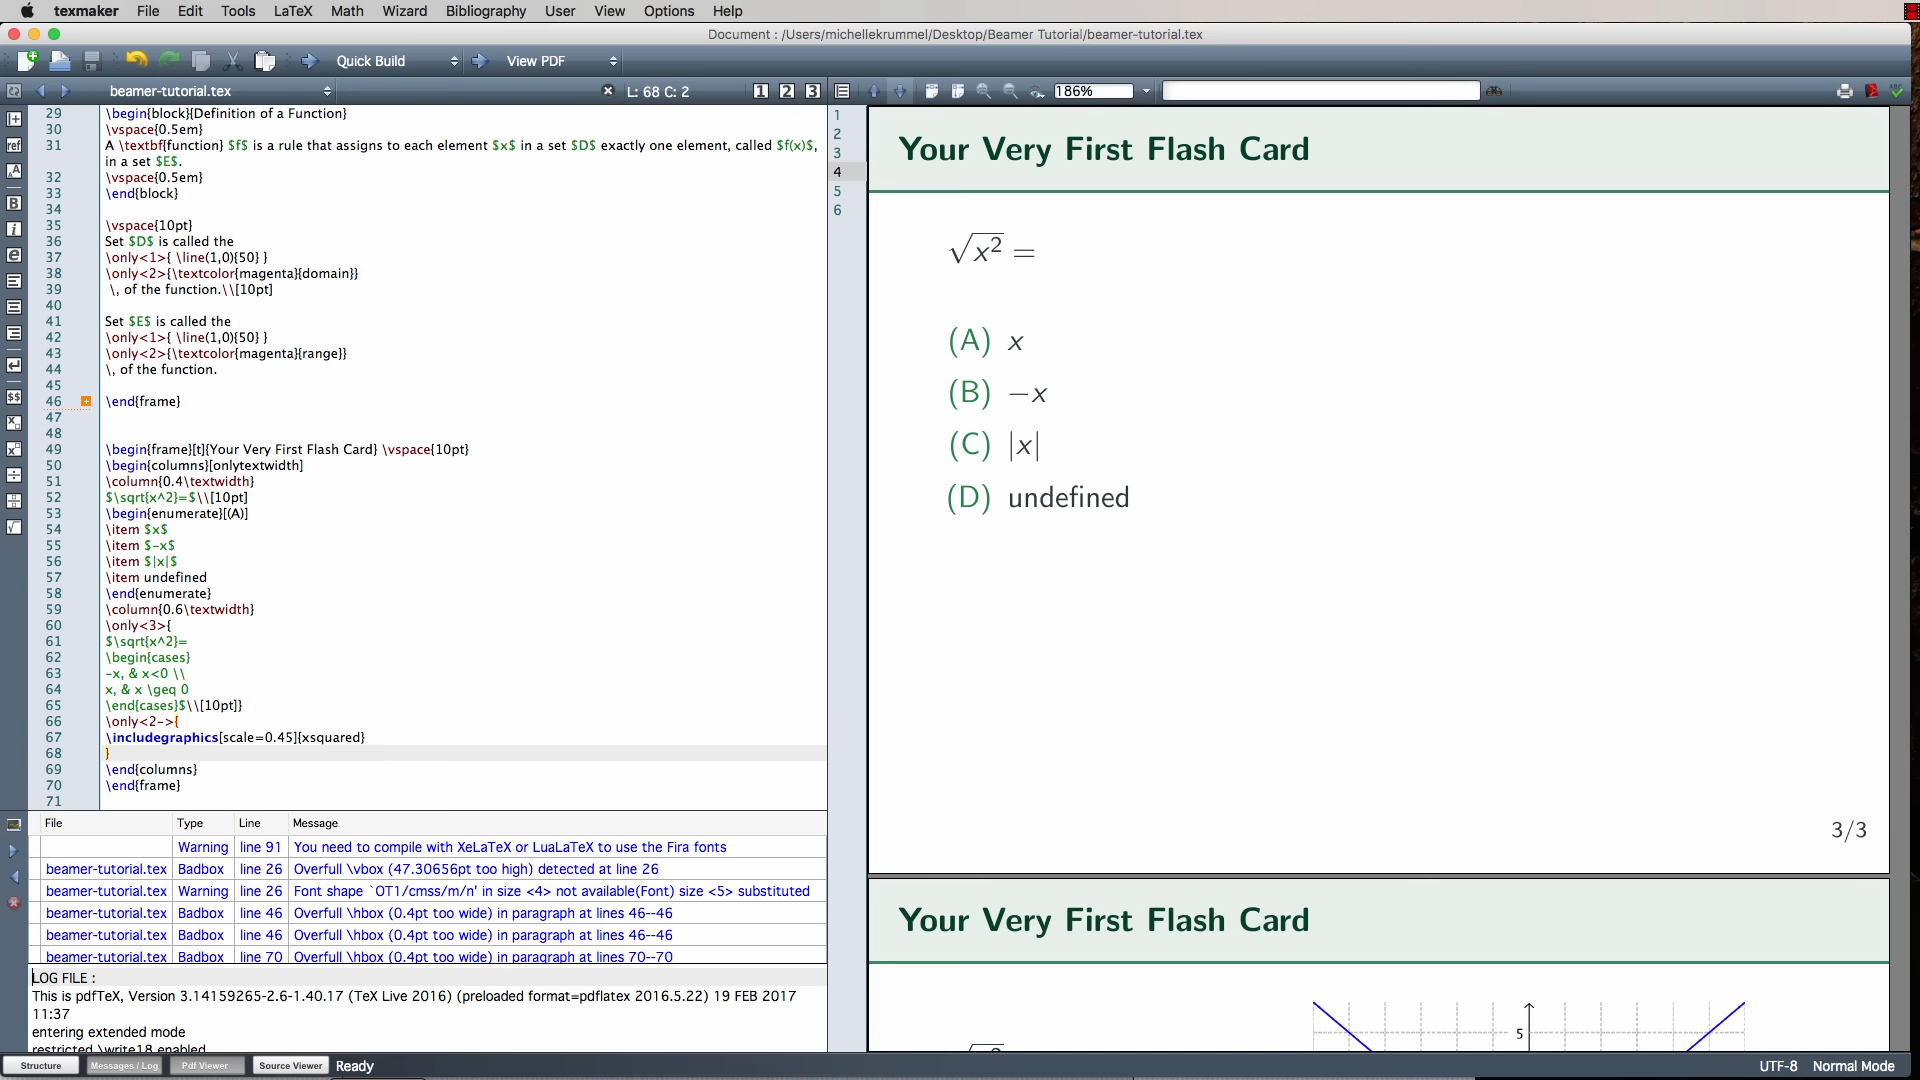 texmaker File Edit Tools LaTeX Math Wizard Bibliography User View Options Help
Document : /Users/michellekrummel/Desktop/Beamer Tutorial/beamer-tutorial.tex
Quick Build View PDF
beamer-tutorial.tex L: 68 C: 2 1 2 3 186%
29 \begin{block}{Definition of a Function}
30 \vspace{0.5em}
31 A \textbf{function} $f$ is a rule that assigns to each element $x$ in a set $D$ exactly one element, called $f(x)$,
in a set $E$.
32 \vspace{0.5em}
33 \end{block}
34
35 \vspace{10pt}
36 Set $D$ is called the
37 \only<1>{ \line(1,0){50} }
38 \only<2>{\textcolor{magenta}{domain}}
39 \, of the function.\\[10pt]
40
41 Set $E$ is called the
42 \only<1>{ \line(1,0){50} }
43 \only<2>{\textcolor{magenta}{range}}
44 \, of the function.
45
46 \end{frame}
47
48
49 \begin{frame}[t]{Your Very First Flash Card} \vspace{10pt}
50 \begin{columns}[onlytextwidth]
51 \column{0.4\textwidth}
52 $\sqrt{x^2}=$\\[10pt]
53 \begin{enumerate}[(A)]
54 \item $x$
55 \item $-x$
56 \item $|x|$
57 \item undefined
58 \end{enumerate}
59 \column{0.6\textwidth}
60 \only<3>{
61 $\sqrt{x^2}=
62 \begin{cases}
63 -x, & x<0 \\
64 x, & x \geq 0
65 \end{cases}$\\[10pt]}
66 \only<2->{
67 \includegraphics[scale=0.45]{xsquared}
68 }
69 \end{columns}
70 \end{frame}
71
File Type Line Message
Warning line 91 You need to compile with XeLaTeX or LuaLaTeX to use the Fira fonts
beamer-tutorial.tex Badbox line 26 Overfull \vbox (47.30656pt too high) detected at line 26
beamer-tutorial.tex Warning line 26 Font shape `OT1/cmss/m/n' in size <4> not available(Font) size <5> substituted
beamer-tutorial.tex Badbox line 46 Overfull \hbox (0.4pt too wide) in paragraph at lines 46--46
beamer-tutorial.tex Badbox line 46 Overfull \hbox (0.4pt too wide) in paragraph at lines 46--46
beamer-tutorial.tex Badbox line 70 Overfull \hbox (0.4pt too wide) in paragraph at lines 70--70
LOG FILE :
This is pdfTeX, Version 3.14159265-2.6-1.40.17 (TeX Live 2016) (preloaded format=pdflatex 2016.5.22) 19 FEB 2017
11:37
entering extended mode
restricted \write18 enabled
1
2
3
4
5
6
Your Very First Flash Card
√x² =
(A) x
(B) −x
(C) |x|
(D) undefined
3/3
Your Very First Flash Card
5
Structure Messages / Log Pdf Viewer Source Viewer Ready UTF-8 Normal Mode